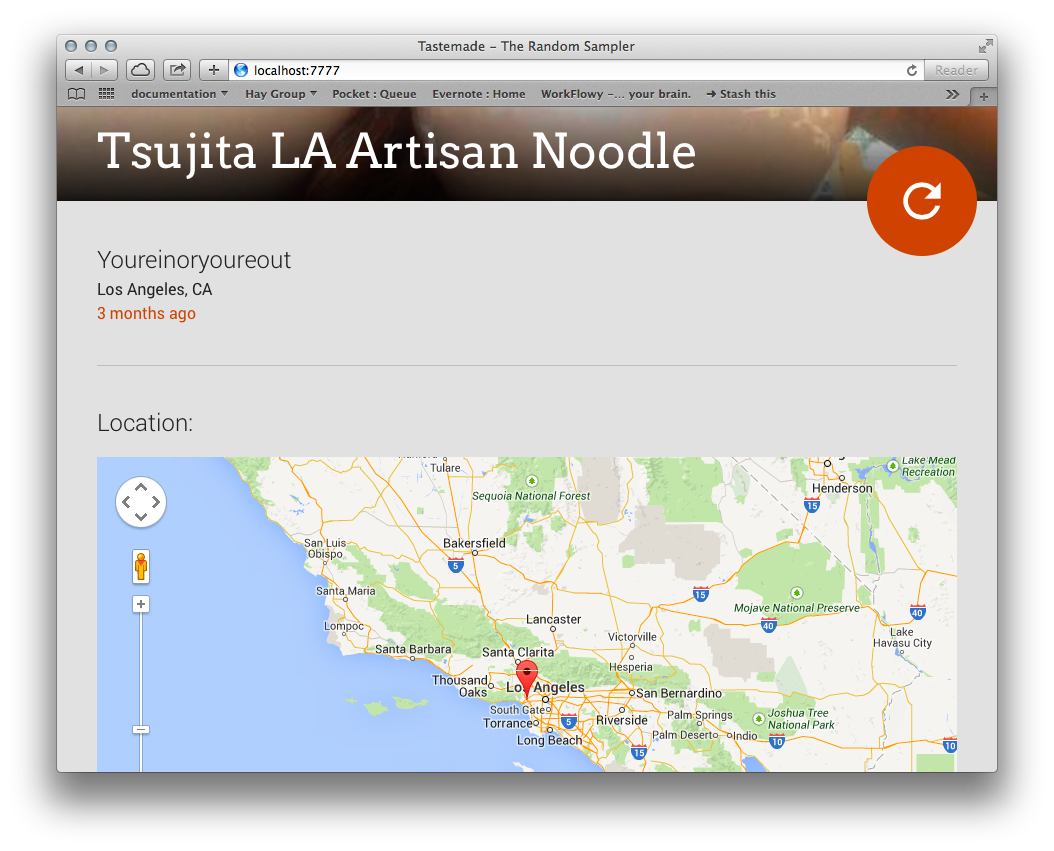 Tastemade – The Random Sampler
localhost:7777
Reader
documentation Hay Group Pocket : Queue Evernote : Home WorkFlowy –... your brain. → Stash this
Tsujita LA Artisan Noodle
Youreinoryoureout
Los Angeles, CA
3 months ago
Location:
Tulare
Lake Mead
Recreation
Sequoia National Forest
Henderson
15
San Luis
Obispo
Bakersfield
5
Santa Maria
15
Mojave National Preserve
40
40
Lompoc
Lancaster
Victorville
Lake
Havasu City
Santa Barbara
Santa Clarita
Hesperia
Thousand
Oaks
Los Angeles
San Bernardino
South Gate
Torrance
5
Riverside
Palm Springs
Joshua Tree
National Park
Long Beach
Palm Desert
Indio
10
10
15